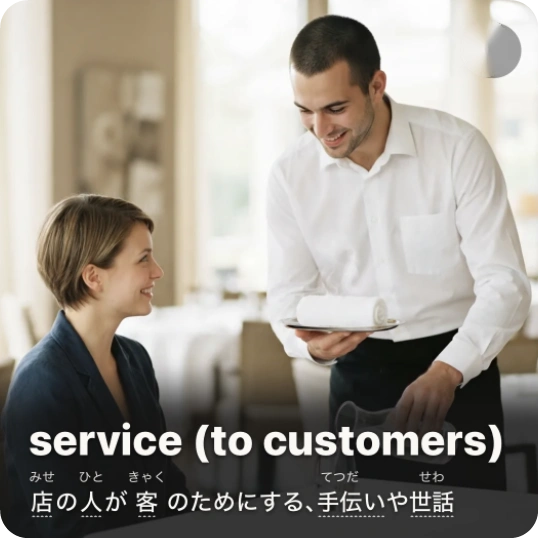 service (to customers)
みせ ひと きゃく てつだ せわ
店の人が 客 のためにする、手伝いや世話